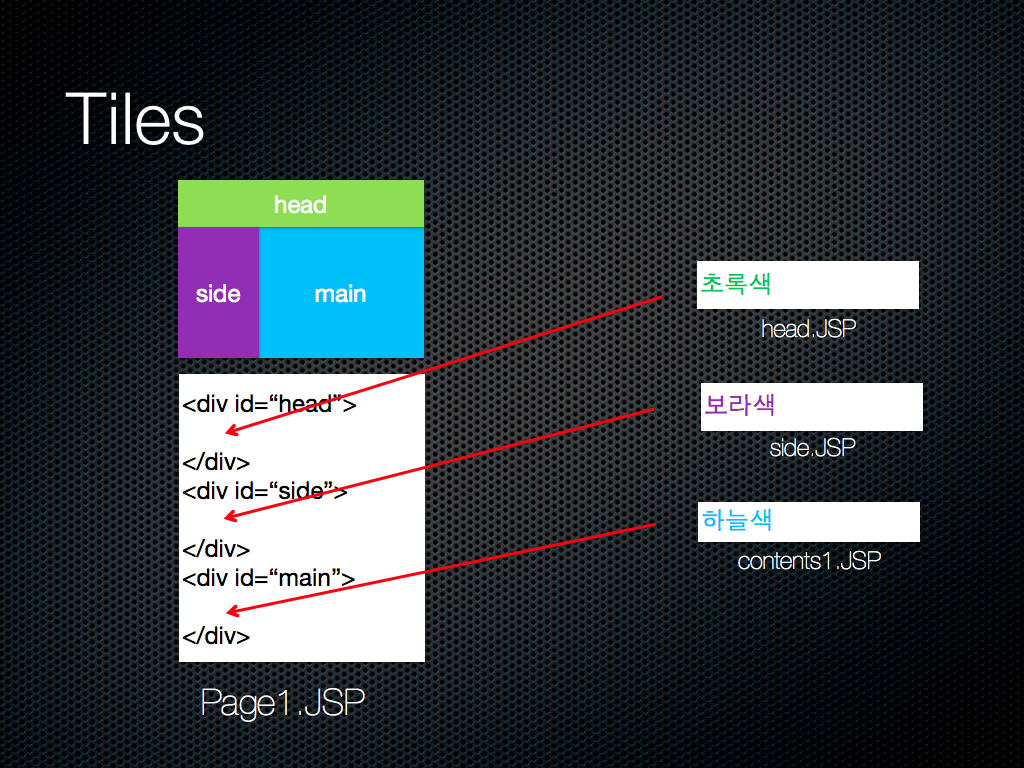 Tiles
head
side
main
<div id=“head”>
</div>
<div id=“side”>
</div>
<div id=“main”>
</div>
Page1.JSP
초록색
head.JSP
보라색
side.JSP
하늘색
contents1.JSP